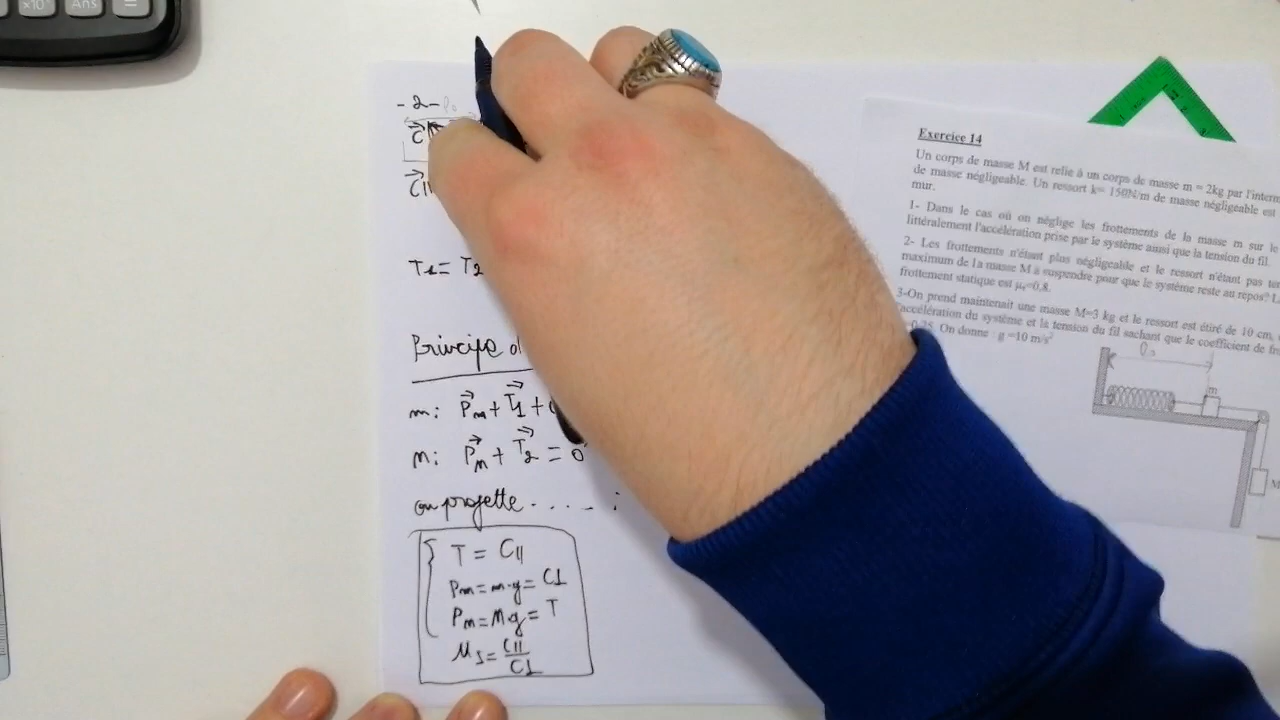 Ans
=
- 2 -
T₁ = T₂
Principe
m: P⃗m + T⃗1 +
M: P⃗M + T⃗2 = 0
on projette . . . . :
T = C||
Pm = m·g = C⊥
PM = Mg = T
μs = C|| / C⊥
Exercice 14
Un corps de masse M est relié à un corps de masse m = 2kg par l'interm
de masse négligeable. Un ressort k= 150N/m de masse négligeable est
mur.
1- Dans le cas où on néglige les frottements de la masse m sur
littéralement l'accélération prise par le système ainsi que la tension du fil.
2- Les frottements n'étant plus négligeable et le ressort n'étant pas
maximum de la masse M à suspendre pour que le système reste au repos?
frottement statique est μs=0.8.
3-On prend maintenait une masse M=3 kg et le ressort est étiré de 10 cm,
accélération du système et la tension du fil sachant que le coefficient de
0.25. On donne : g =10 m/s²
m
M